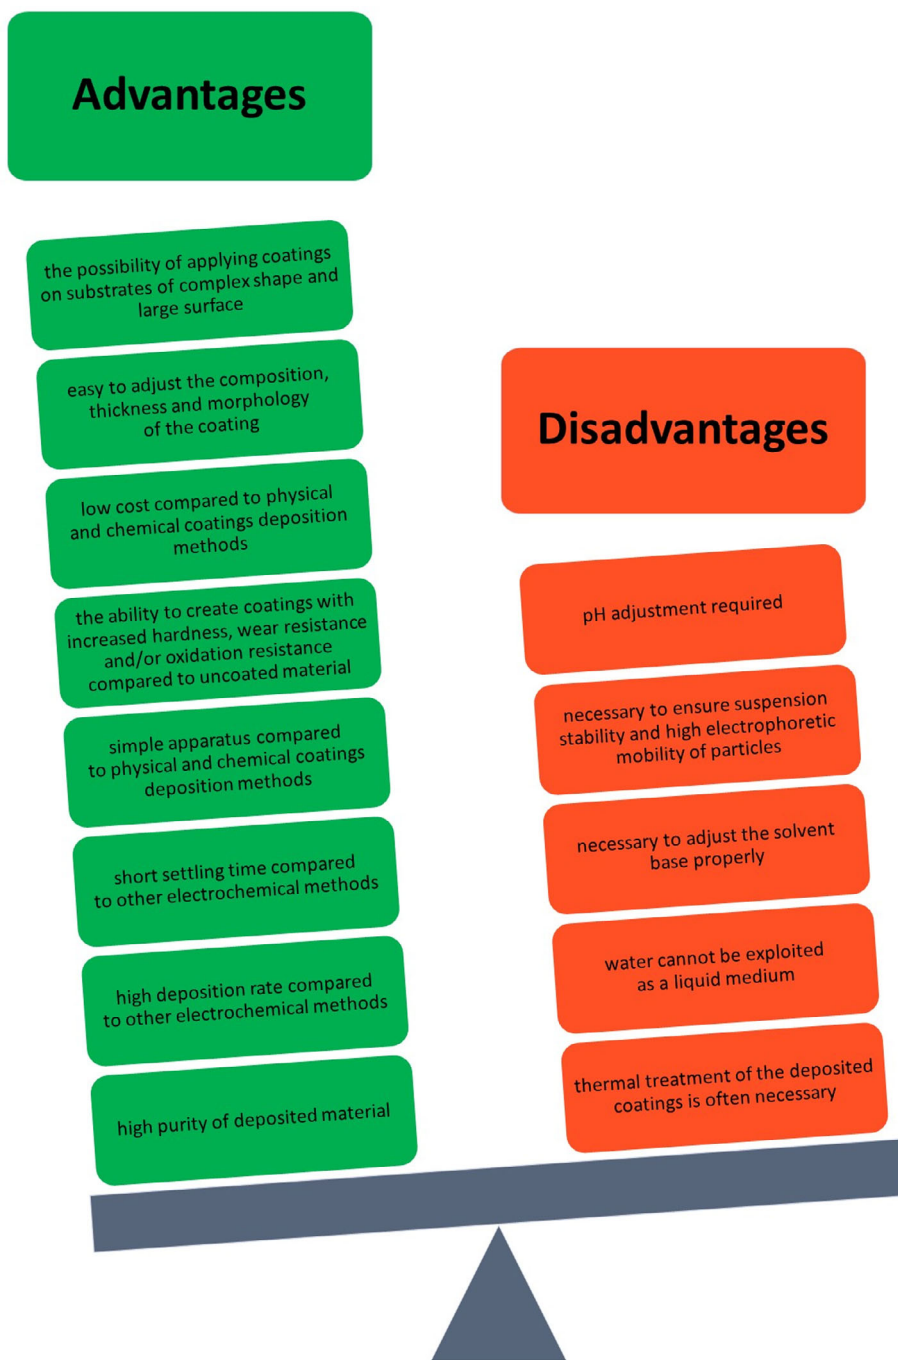 Advantages
the possibility of applying coatings
on substrates of complex shape and
large surface
easy to adjust the composition,
thickness and morphology
of the coating
low cost compared to physical
and chemical coatings deposition
methods
the ability to create coatings with
increased hardness, wear resistance
and/or oxidation resistance
compared to uncoated material
simple apparatus compared
to physical and chemical coatings
deposition methods
short settling time compared
to other electrochemical methods
high deposition rate compared
to other electrochemical methods
high purity of deposited material
Disadvantages
pH adjustment required
necessary to ensure suspension
stability and high electrophoretic
mobility of particles
necessary to adjust the solvent
base properly
water cannot be exploited
as a liquid medium
thermal treatment of the deposited
coatings is often necessary